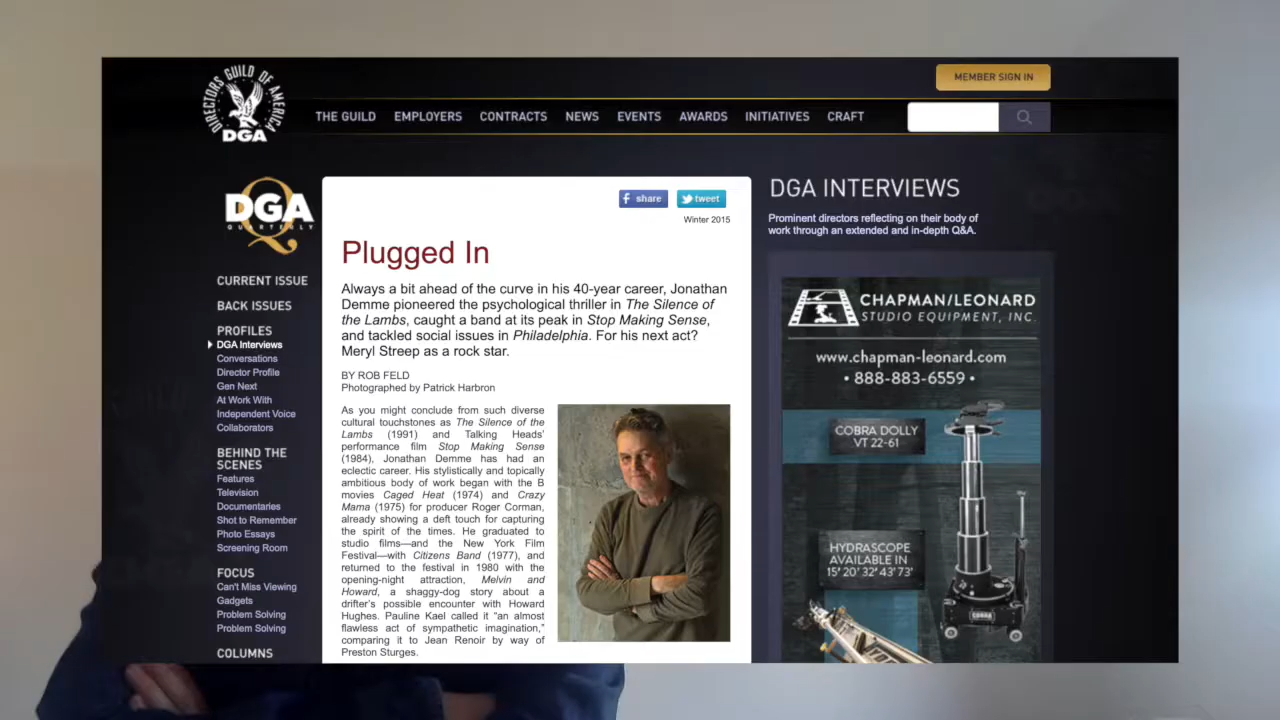 DIRECTORS GUILD OF AMERICA
DGA
MEMBER SIGN IN
THE GUILD EMPLOYERS CONTRACTS NEWS EVENTS AWARDS INITIATIVES CRAFT
DGA
QUARTERLY
CURRENT ISSUE
BACK ISSUES
PROFILES
DGA Interviews
Conversations
Director Profile
Gen Next
At Work With
Independent Voice
Collaborators
BEHIND THE
SCENES
Features
Television
Documentaries
Shot to Remember
Photo Essays
Screening Room
FOCUS
Can't Miss Viewing
Gadgets
Problem Solving
Problem Solving
COLUMNS
share tweet
Winter 2015
Plugged In
Always a bit ahead of the curve in his 40-year career, Jonathan
Demme pioneered the psychological thriller in The Silence of
the Lambs, caught a band at its peak in Stop Making Sense,
and tackled social issues in Philadelphia. For his next act?
Meryl Streep as a rock star.
BY ROB FELD
Photographed by Patrick Harbron
As you might conclude from such diverse
cultural touchstones as The Silence of the
Lambs (1991) and Talking Heads'
performance film Stop Making Sense
(1984), Jonathan Demme has had an
eclectic career. His stylistically and topically
ambitious body of work began with the B
movies Caged Heat (1974) and Crazy
Mama (1975) for producer Roger Corman,
already showing a deft touch for capturing
the spirit of the times. He graduated to
studio films—and the New York Film
Festival—with Citizens Band (1977), and
returned to the festival in 1980 with the
opening-night attraction, Melvin and
Howard, a shaggy-dog story about a
drifter's possible encounter with Howard
Hughes. Pauline Kael called it "an almost
flawless act of sympathetic imagination,"
comparing it to Jean Renoir by way of
Preston Sturges.
DGA INTERVIEWS
Prominent directors reflecting on their body of
work through an extended and in-depth Q&A.
CHAPMAN/LEONARD
STUDIO EQUIPMENT, INC.
www.chapman-leonard.com
• 888-883-6559 •
COBRA DOLLY
VT 22-61
HYDRASCOPE
AVAILABLE IN
15' 20' 32' 43' 73'
COBRA